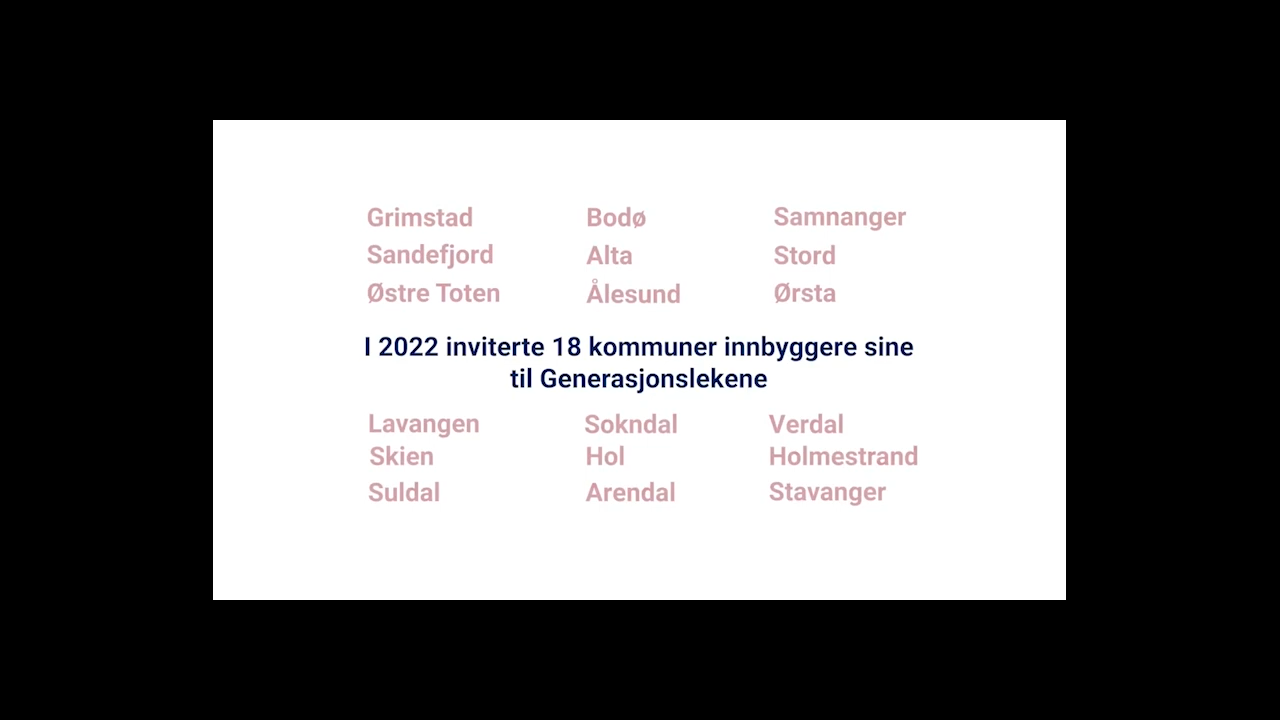 Grimstad Bodø Samnanger
Sandefjord Alta Stord
Østre Toten Ålesund Ørsta
I 2022 inviterte 18 kommuner innbyggere sine
til Generasjonslekene
Lavangen Sokndal Verdal
Skien Hol Holmestrand
Suldal Arendal Stavanger